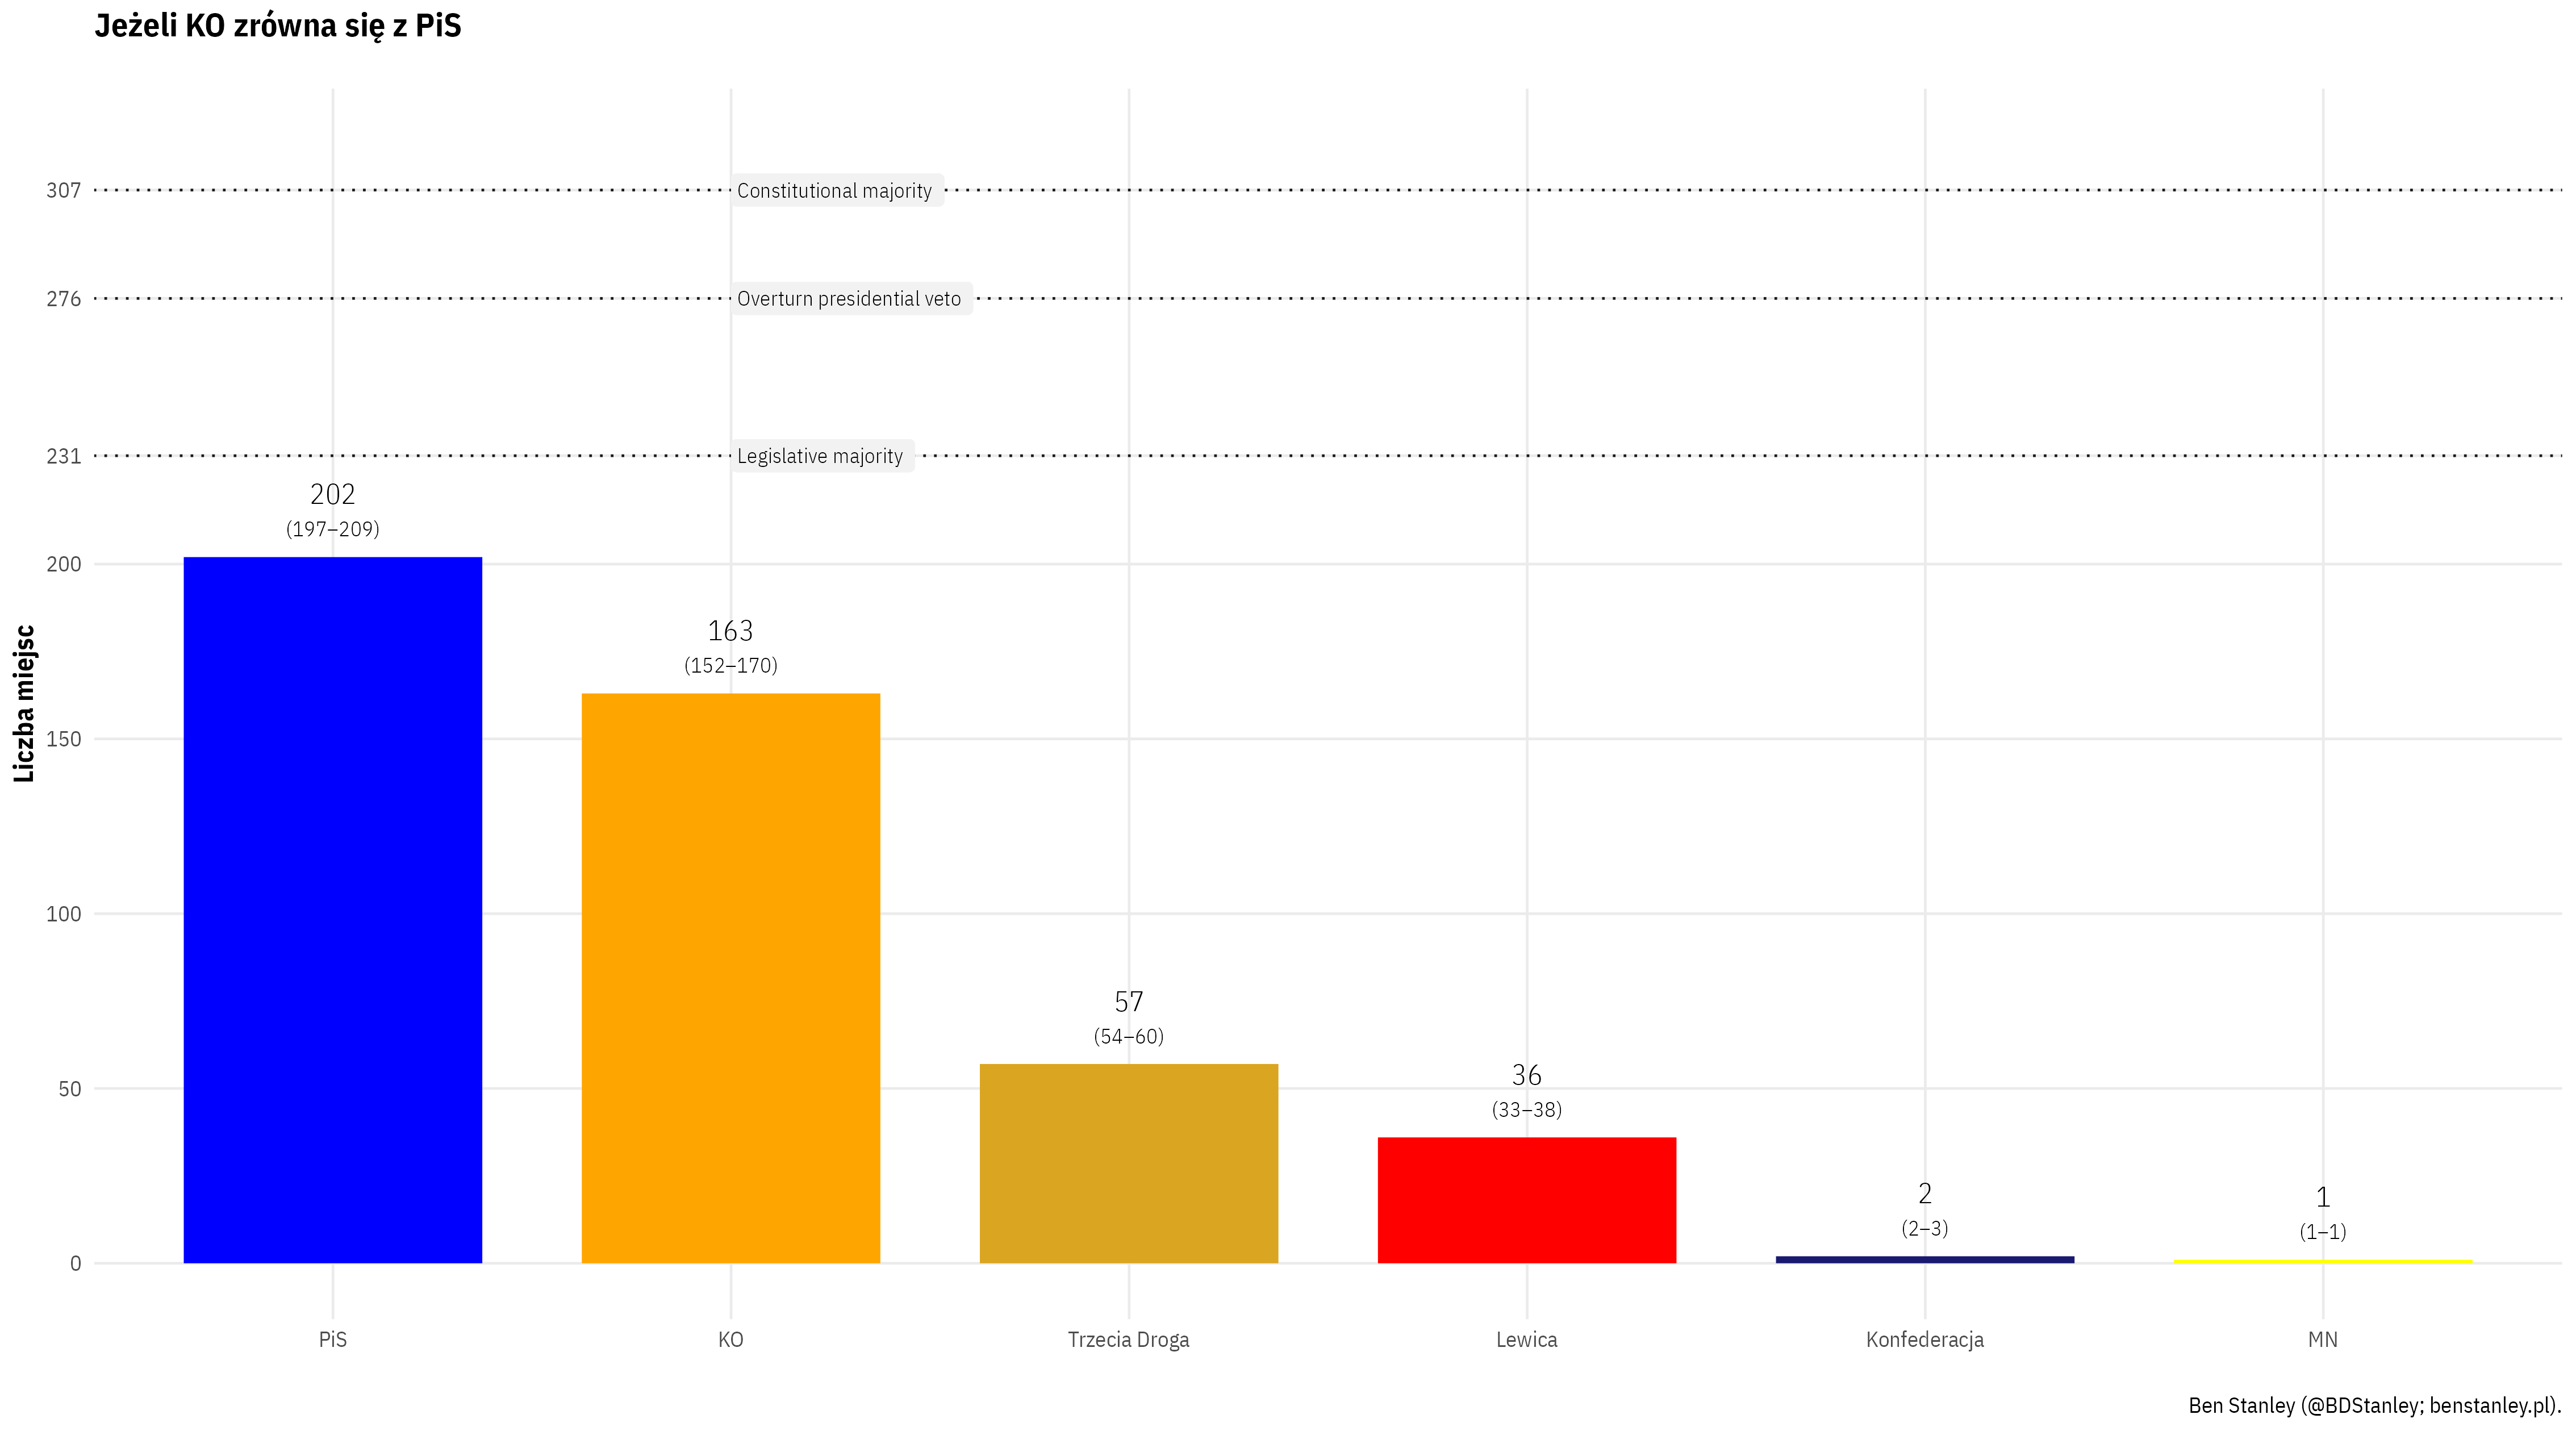 Jeżeli KO zrówna się z PiS
Liczba miejsc
307
Constitutional majority
276
Overturn presidential veto
231
Legislative majority
202
(197–209)
200
163
(152–170)
150
100
57
(54–60)
50
36
(33–38)
2
(2–3)
1
(1–1)
0
PiS
KO
Trzecia Droga
Lewica
Konfederacja
MN
Ben Stanley (@BDStanley; benstanley.pl).